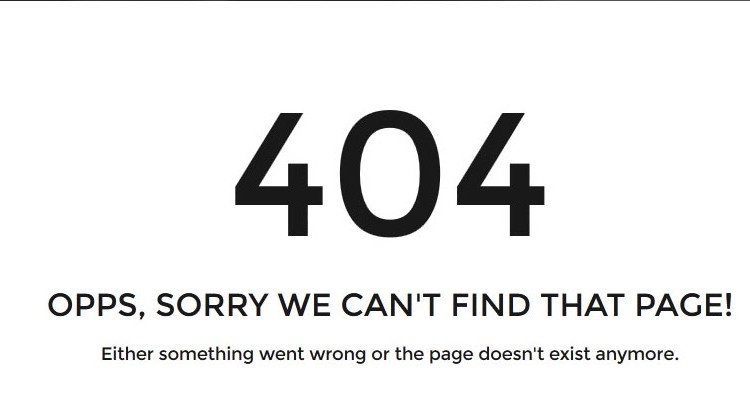 404
OPPS, SORRY WE CAN'T FIND THAT PAGE!
Either something went wrong or the page doesn't exist anymore.